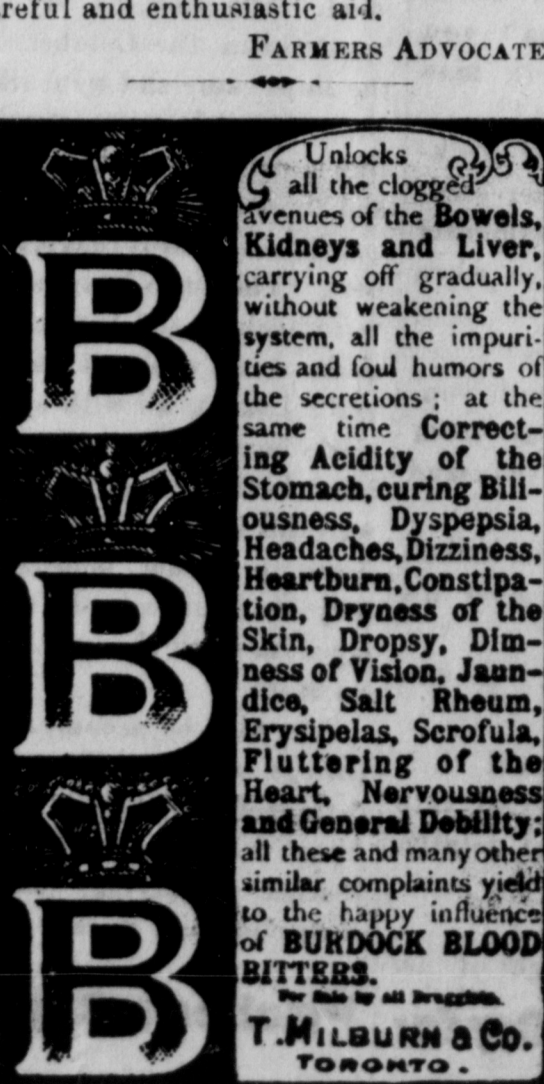 reful and enthusiastic aid.
FARMERS ADVOCATE
B
B
B
Unlocks
all the clogged
avenues of the Bowels,
Kidneys and Liver,
carrying off gradually,
without weakening the
system, all the impuri-
ties and foul humors of
the secretions ; at the
same time Correct-
ing Acidity of the
Stomach, curing Bili-
ousness, Dyspepsia,
Headaches, Dizziness,
Heartburn, Constipa-
tion, Dryness of the
Skin, Dropsy, Dim-
ness of Vision, Jaun-
dice, Salt Rheum,
Erysipelas, Scrofula,
Fluttering of the
Heart, Nervousness
and General Debility;
all these and many other
similar complaints yield
to the happy influence
of BURDOCK BLOOD
BITTERS.
For Sale by all Druggists.
T. MILBURN & CO.
TORONTO.